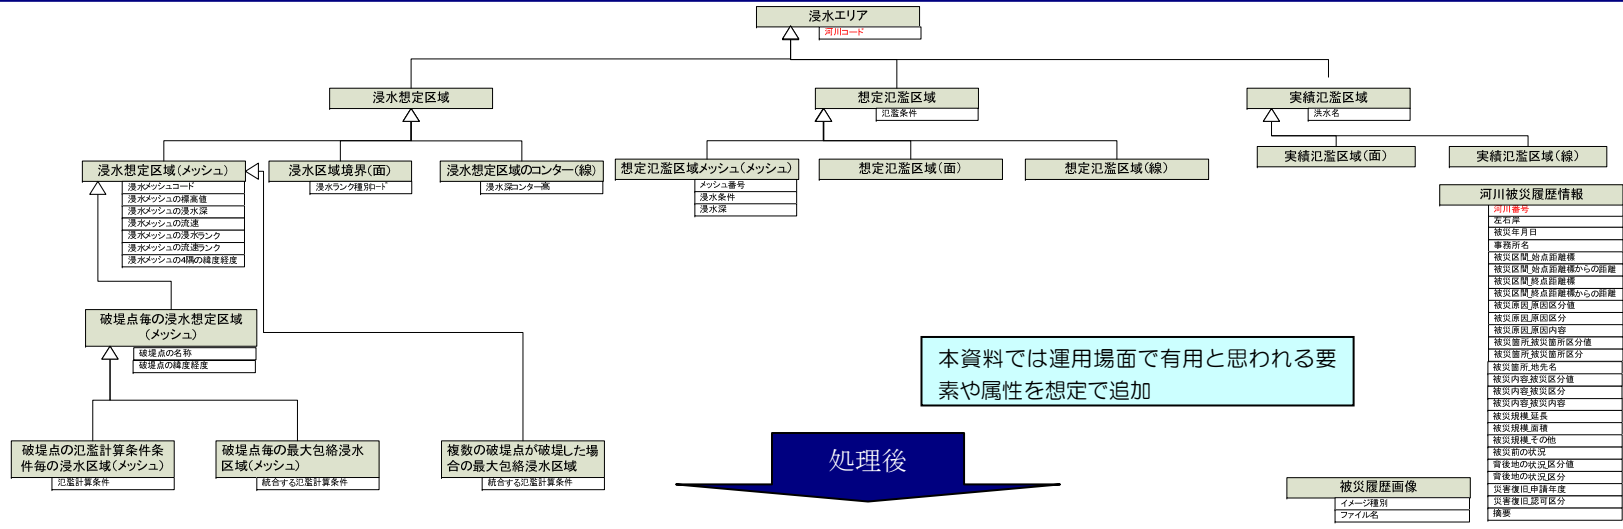 浸水エリア
河川コード
浸水想定区域
想定氾濫区域
氾濫条件
実績氾濫区域
洪水名
浸水想定区域(メッシュ)
浸水メッシュコード
浸水メッシュの標高値
浸水メッシュの浸水深
浸水メッシュの流速
浸水メッシュの浸水ランク
浸水メッシュの流速ランク
浸水メッシュの4隅の緯度経度
浸水区域境界(面)
浸水ランク種別コード
浸水想定区域のコンター(線)
浸水深コンター高
想定氾濫区域メッシュ(メッシュ)
メッシュ番号
浸水条件
浸水深
想定氾濫区域(面)
想定氾濫区域(線)
実績氾濫区域(面)
実績氾濫区域(線)
河川被災履歴情報
河川番号
左右岸
被災年月日
事務所名
被災区間_始点距離標
被災区間_始点距離標からの距離
被災区間_終点距離標
被災区間_終点距離標からの距離
被災原因_原因区分値
被災原因_原因区分
被災原因_原因内容
被災箇所_被災箇所区分値
被災箇所_被災箇所区分
被災箇所_地先名
被災内容_被災区分値
被災内容_被災区分
被災内容_被災内容
被災規模_延長
被災規模_面積
被災規模_その他
被災前の状況
背後地の状況_区分値
背後地の状況_区分
災害復旧_申請年度
災害復旧_認可区分
摘要
破堤点毎の浸水想定区域
(メッシュ)
破堤点の名称
破堤点の緯度経度
本資料では運用場面で有用と思われる要
素や属性を想定で追加
破堤点の氾濫計算条件条
件毎の浸水区域(メッシュ)
氾濫計算条件
破堤点毎の最大包絡浸水
区域(メッシュ)
統合する氾濫計算条件
複数の破堤点が破堤した場
合の最大包絡浸水区域
統合する氾濫計算条件
処理後
被災履歴画像
イメージ種別
ファイル名